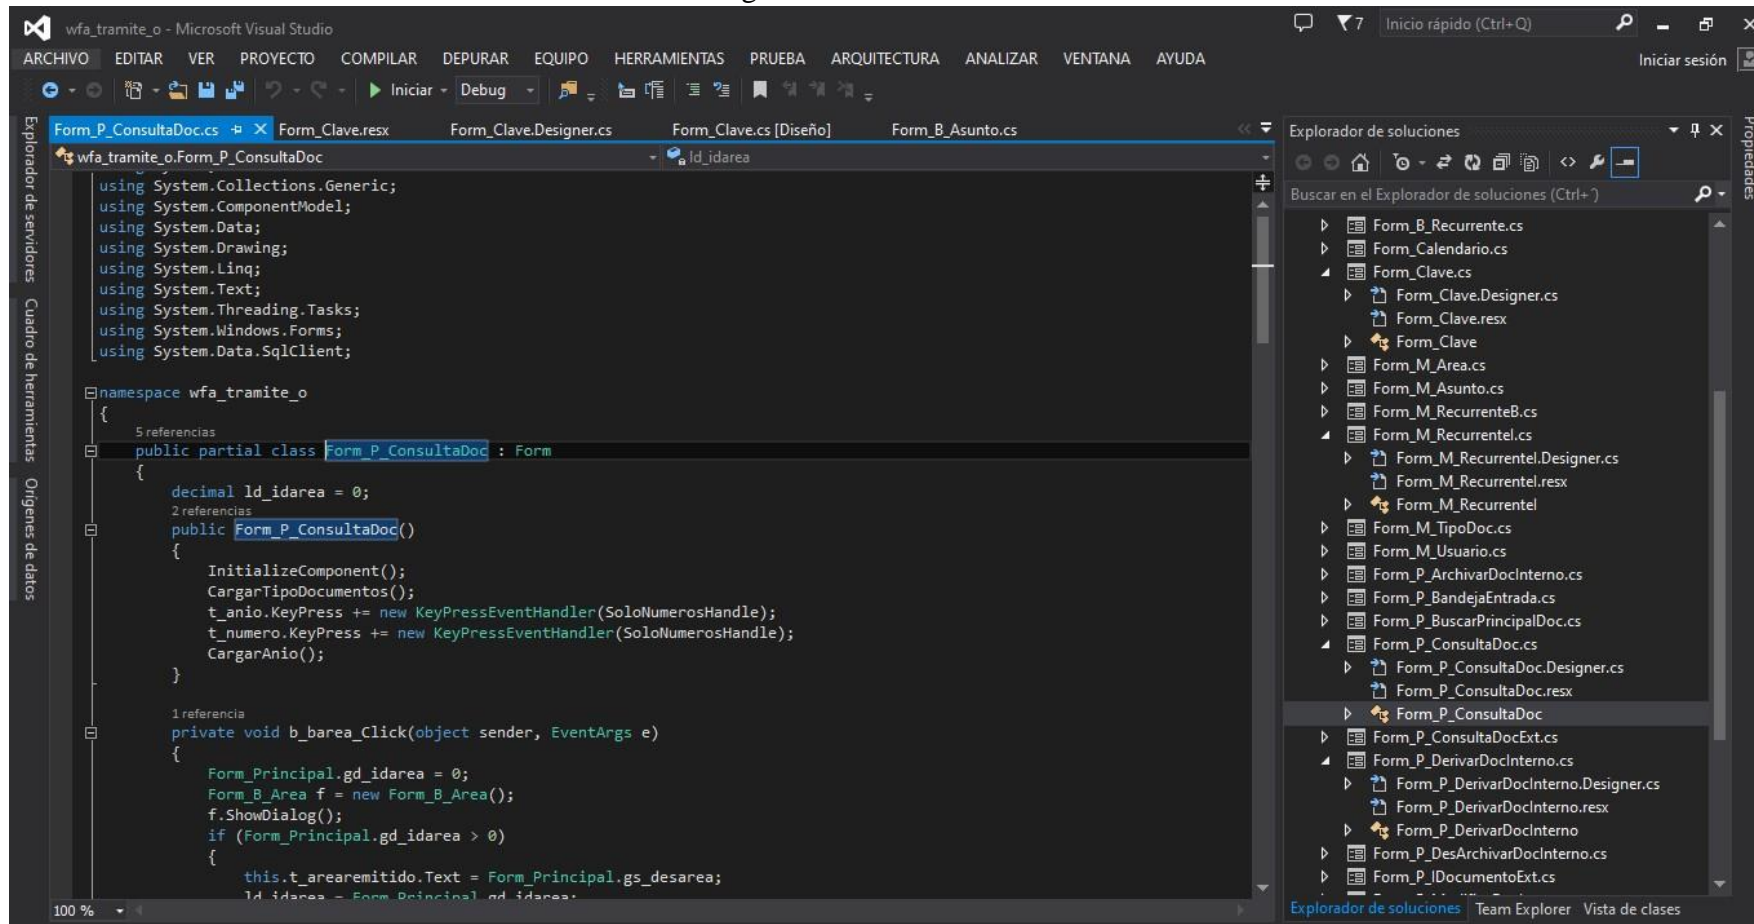 wfa_tramite_o - Microsoft Visual Studio
7
Inicio rápido (Ctrl+Q)
ARCHIVO EDITAR VER PROYECTO COMPILAR DEPURAR EQUIPO HERRAMIENTAS PRUEBA ARQUITECTURA ANALIZAR VENTANA AYUDA
Iniciar sesión
Iniciar Debug
Explorador de servidores
Cuadro de herramientas
Orígenes de datos
Form_P_ConsultaDoc.cs Form_Clave.resx Form_Clave.Designer.cs Form_Clave.cs [Diseño] Form_B_Asunto.cs
wfa_tramite_o.Form_P_ConsultaDoc ld_idarea
using System.Collections.Generic;
using System.ComponentModel;
using System.Data;
using System.Drawing;
using System.Linq;
using System.Text;
using System.Threading.Tasks;
using System.Windows.Forms;
using System.Data.SqlClient;
namespace wfa_tramite_o
{
5 referencias
public partial class Form_P_ConsultaDoc : Form
{
decimal ld_idarea = 0;
2 referencias
public Form_P_ConsultaDoc()
{
InitializeComponent();
CargarTipoDocumentos();
t_anio.KeyPress += new KeyPressEventHandler(SoloNumerosHandle);
t_numero.KeyPress += new KeyPressEventHandler(SoloNumerosHandle);
CargarAnio();
}
1 referencia
private void b_barea_Click(object sender, EventArgs e)
{
Form_Principal.gd_idarea = 0;
Form_B_Area f = new Form_B_Area();
f.ShowDialog();
if (Form_Principal.gd_idarea > 0)
{
this.t_arearemitido.Text = Form_Principal.gs_desarea;
ld_idarea = Form_Principal.gd_idarea;
100 %
Explorador de soluciones
Buscar en el Explorador de soluciones (Ctrl+´)
Form_B_Recurrente.cs
Form_Calendario.cs
Form_Clave.cs
Form_Clave.Designer.cs
Form_Clave.resx
Form_Clave
Form_M_Area.cs
Form_M_Asunto.cs
Form_M_RecurrenteB.cs
Form_M_RecurrenteI.cs
Form_M_RecurrenteI.Designer.cs
Form_M_RecurrenteI.resx
Form_M_RecurrenteI
Form_M_TipoDoc.cs
Form_M_Usuario.cs
Form_P_ArchivarDocInterno.cs
Form_P_BandejaEntrada.cs
Form_P_BuscarPrincipalDoc.cs
Form_P_ConsultaDoc.cs
Form_P_ConsultaDoc.Designer.cs
Form_P_ConsultaDoc.resx
Form_P_ConsultaDoc
Form_P_ConsultaDocExt.cs
Form_P_DerivarDocInterno.cs
Form_P_DerivarDocInterno.Designer.cs
Form_P_DerivarDocInterno.resx
Form_P_DerivarDocInterno
Form_P_DesArchivarDocInterno.cs
Form_P_IDocumentoExt.cs
Explorador de soluciones Team Explorer Vista de clases
Propiedades